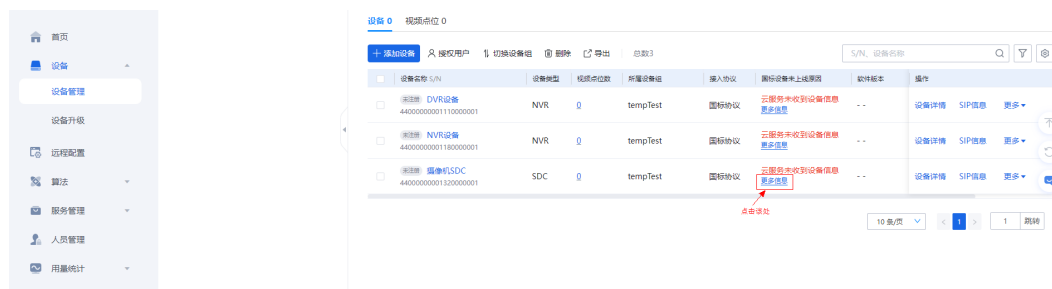 首页
设备
设备管理
设备升级
远程配置
算法
服务管理
人员管理
用量统计
设备 0 视频点位 0
添加设备 授权用户 切换设备组 删除 导出 总数3 S/N、设备名称
设备名称 S/N 设备类型 视频点位数 所属设备组 接入协议 国标设备未上线原因 软件版本 操作
未注册 DVR设备
44000000001110000001
NVR 0 tempTest 国标协议
云服务未收到设备信息
更多信息
- - 设备详情 SIP信息 更多
未注册 NVR设备
44000000001180000001
NVR 0 tempTest 国标协议
云服务未收到设备信息
更多信息
- - 设备详情 SIP信息 更多
未注册 摄像机SDC
44000000001320000001
SDC 0 tempTest 国标协议
云服务未收到设备信息
更多信息
- - 设备详情 SIP信息 更多
点击该处
10 条/页 < 1 > 1 跳转